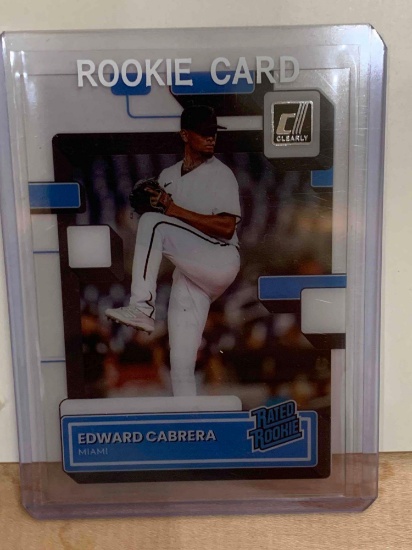 ROOKIE CARD
CLEARLY
EDWARD CABRERA
MIAMI
RATED
ROOKIE